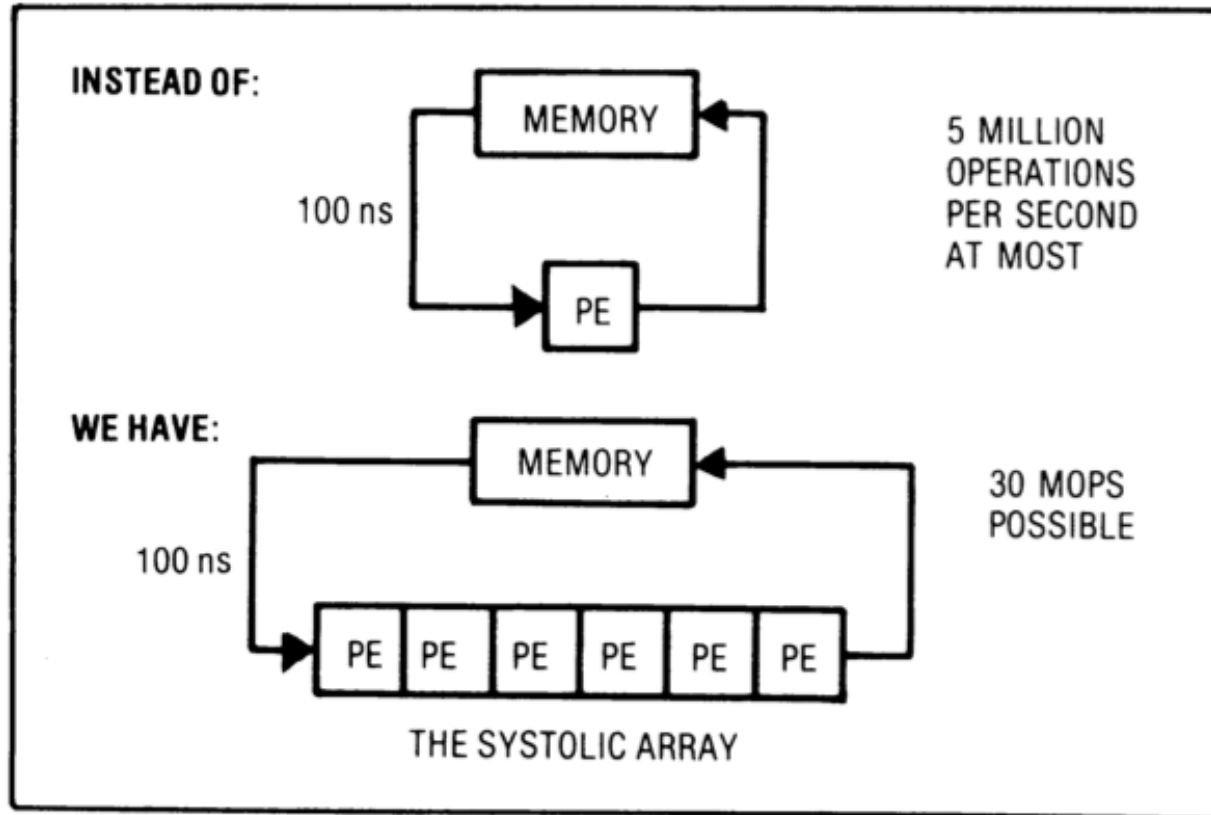 INSTEAD OF:
MEMORY
5 MILLION
OPERATIONS
PER SECOND
AT MOST
100 ns
PE
WE HAVE:
MEMORY
30 MOPS
POSSIBLE
100 ns
PE PE PE PE PE PE
THE SYSTOLIC ARRAY